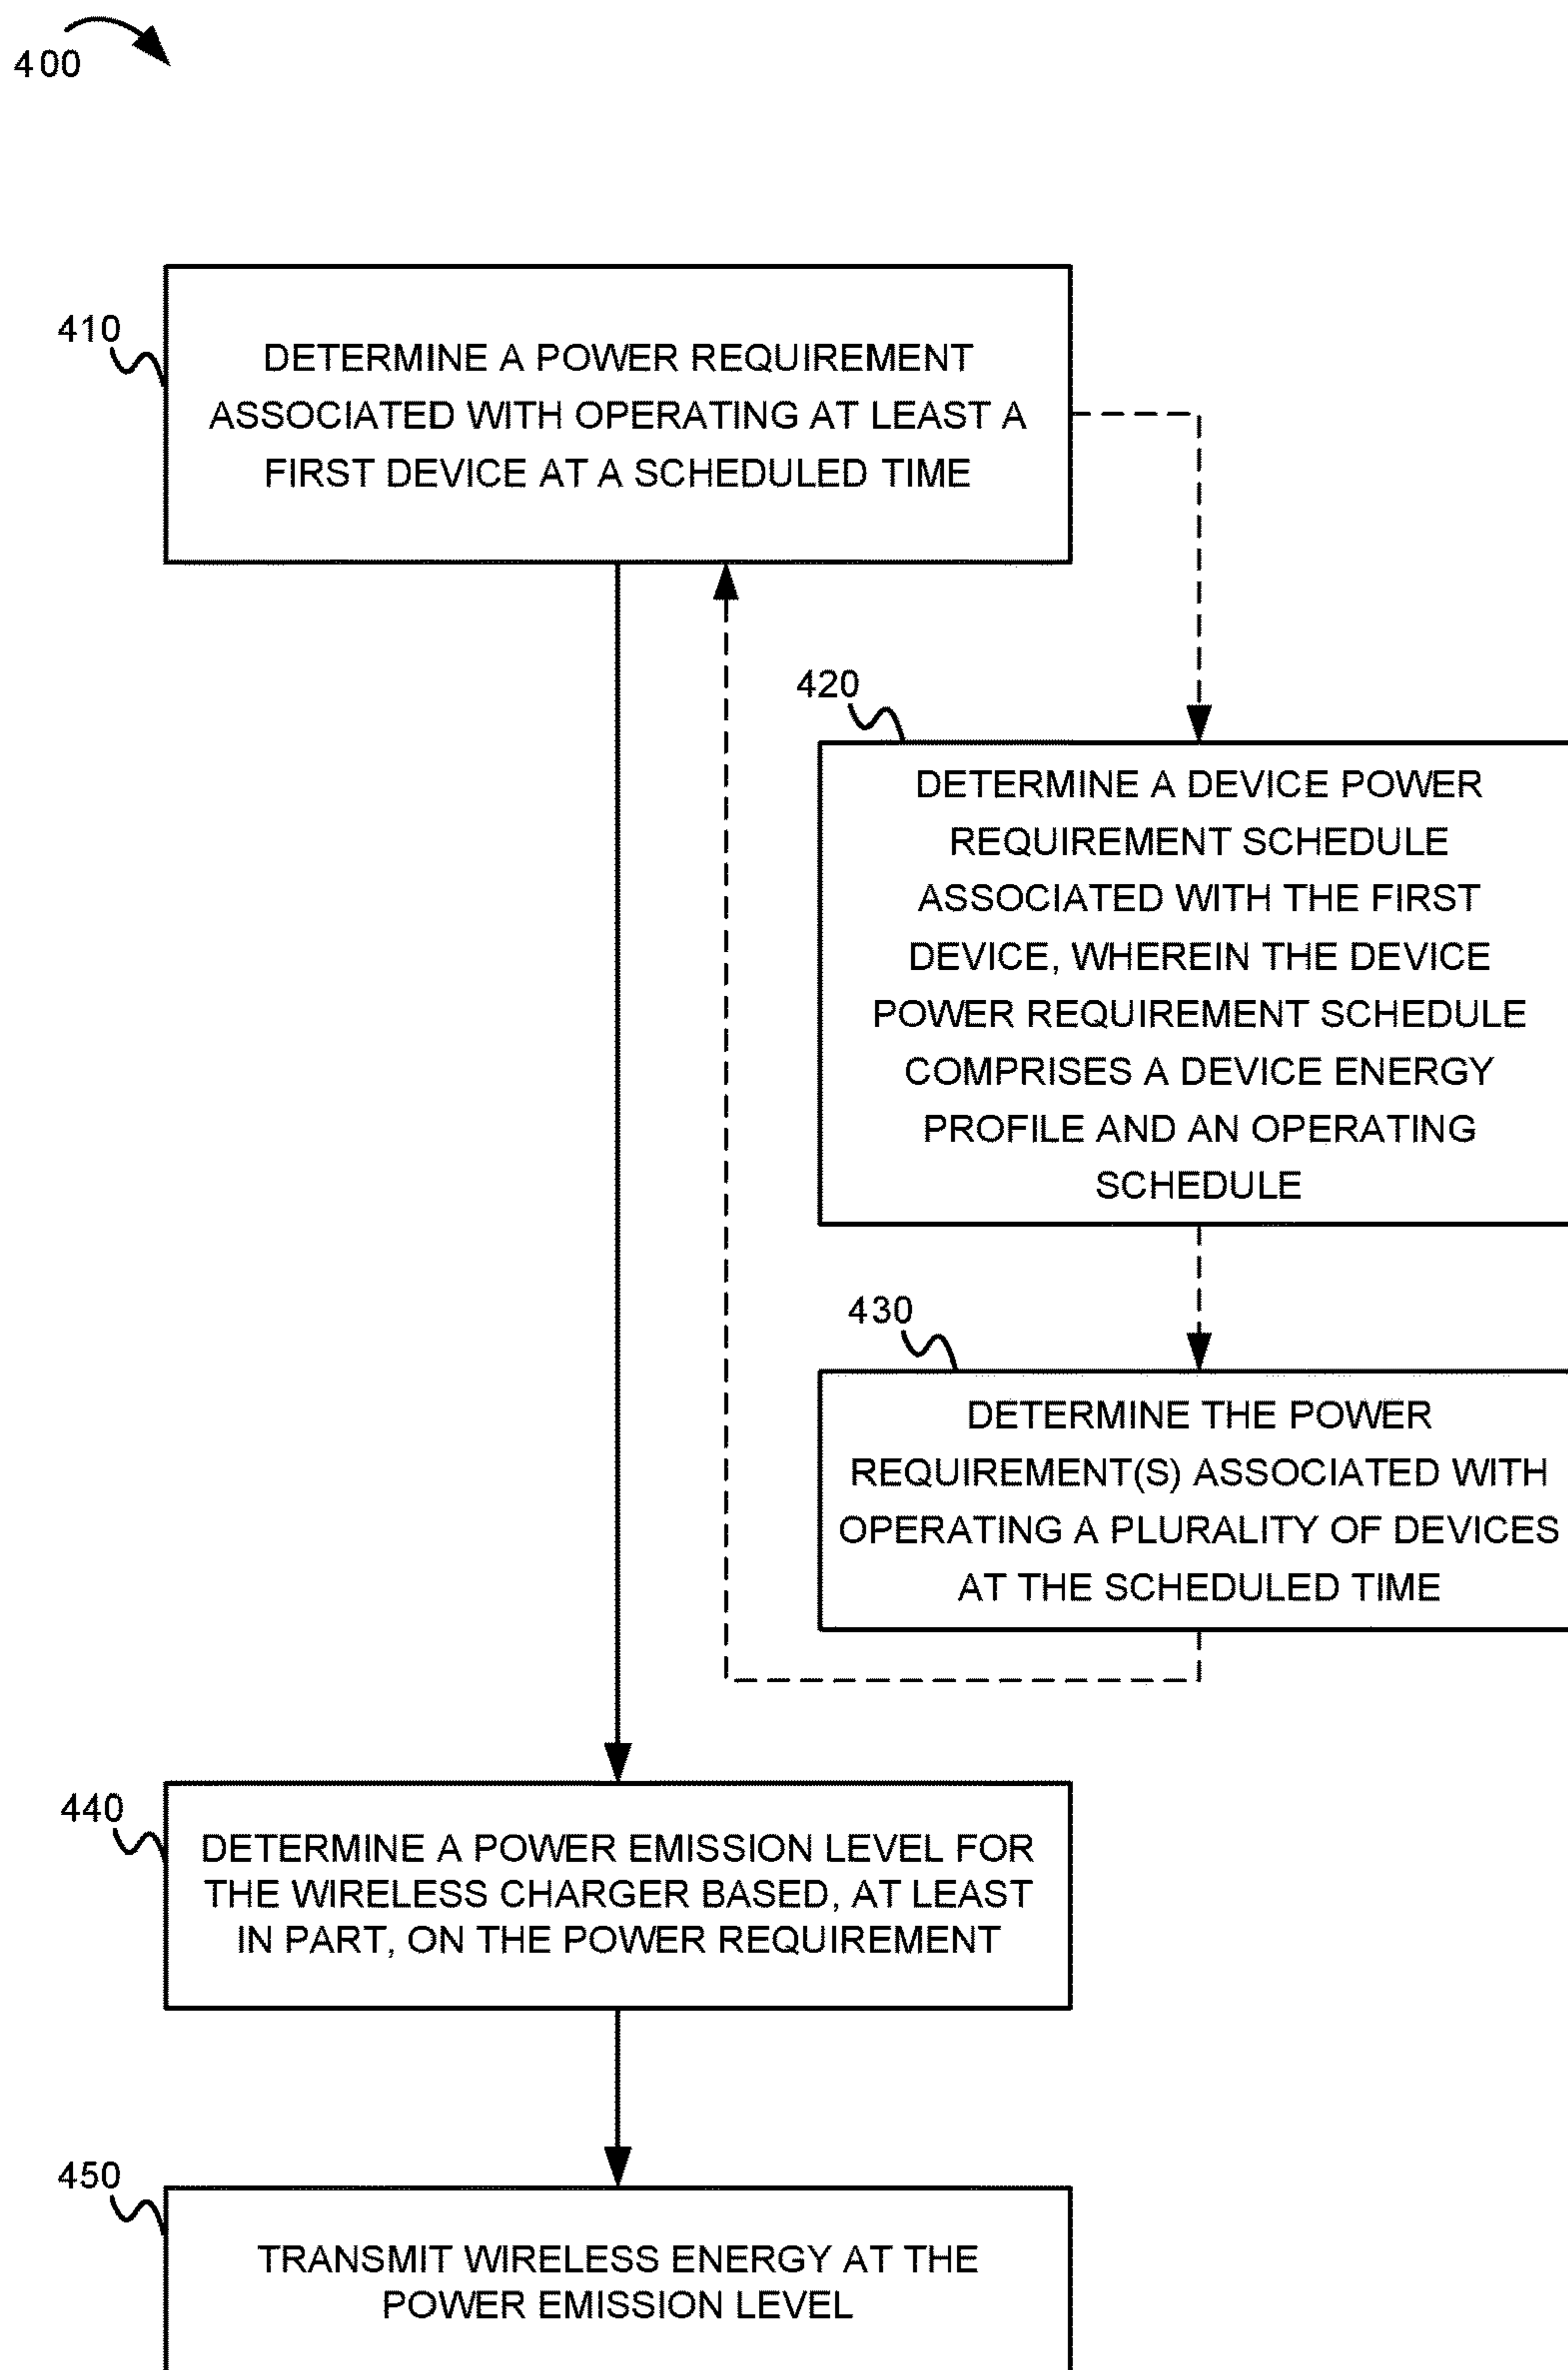 400
410
DETERMINE A POWER REQUIREMENT
ASSOCIATED WITH OPERATING AT LEAST A
FIRST DEVICE AT A SCHEDULED TIME
420
DETERMINE A DEVICE POWER
REQUIREMENT SCHEDULE
ASSOCIATED WITH THE FIRST
DEVICE, WHEREIN THE DEVICE
POWER REQUIREMENT SCHEDULE
COMPRISES A DEVICE ENERGY
PROFILE AND AN OPERATING
SCHEDULE
430
DETERMINE THE POWER
REQUIREMENT(S) ASSOCIATED WITH
OPERATING A PLURALITY OF DEVICES
AT THE SCHEDULED TIME
440
DETERMINE A POWER EMISSION LEVEL FOR
THE WIRELESS CHARGER BASED, AT LEAST
IN PART, ON THE POWER REQUIREMENT
450
TRANSMIT WIRELESS ENERGY AT THE
POWER EMISSION LEVEL